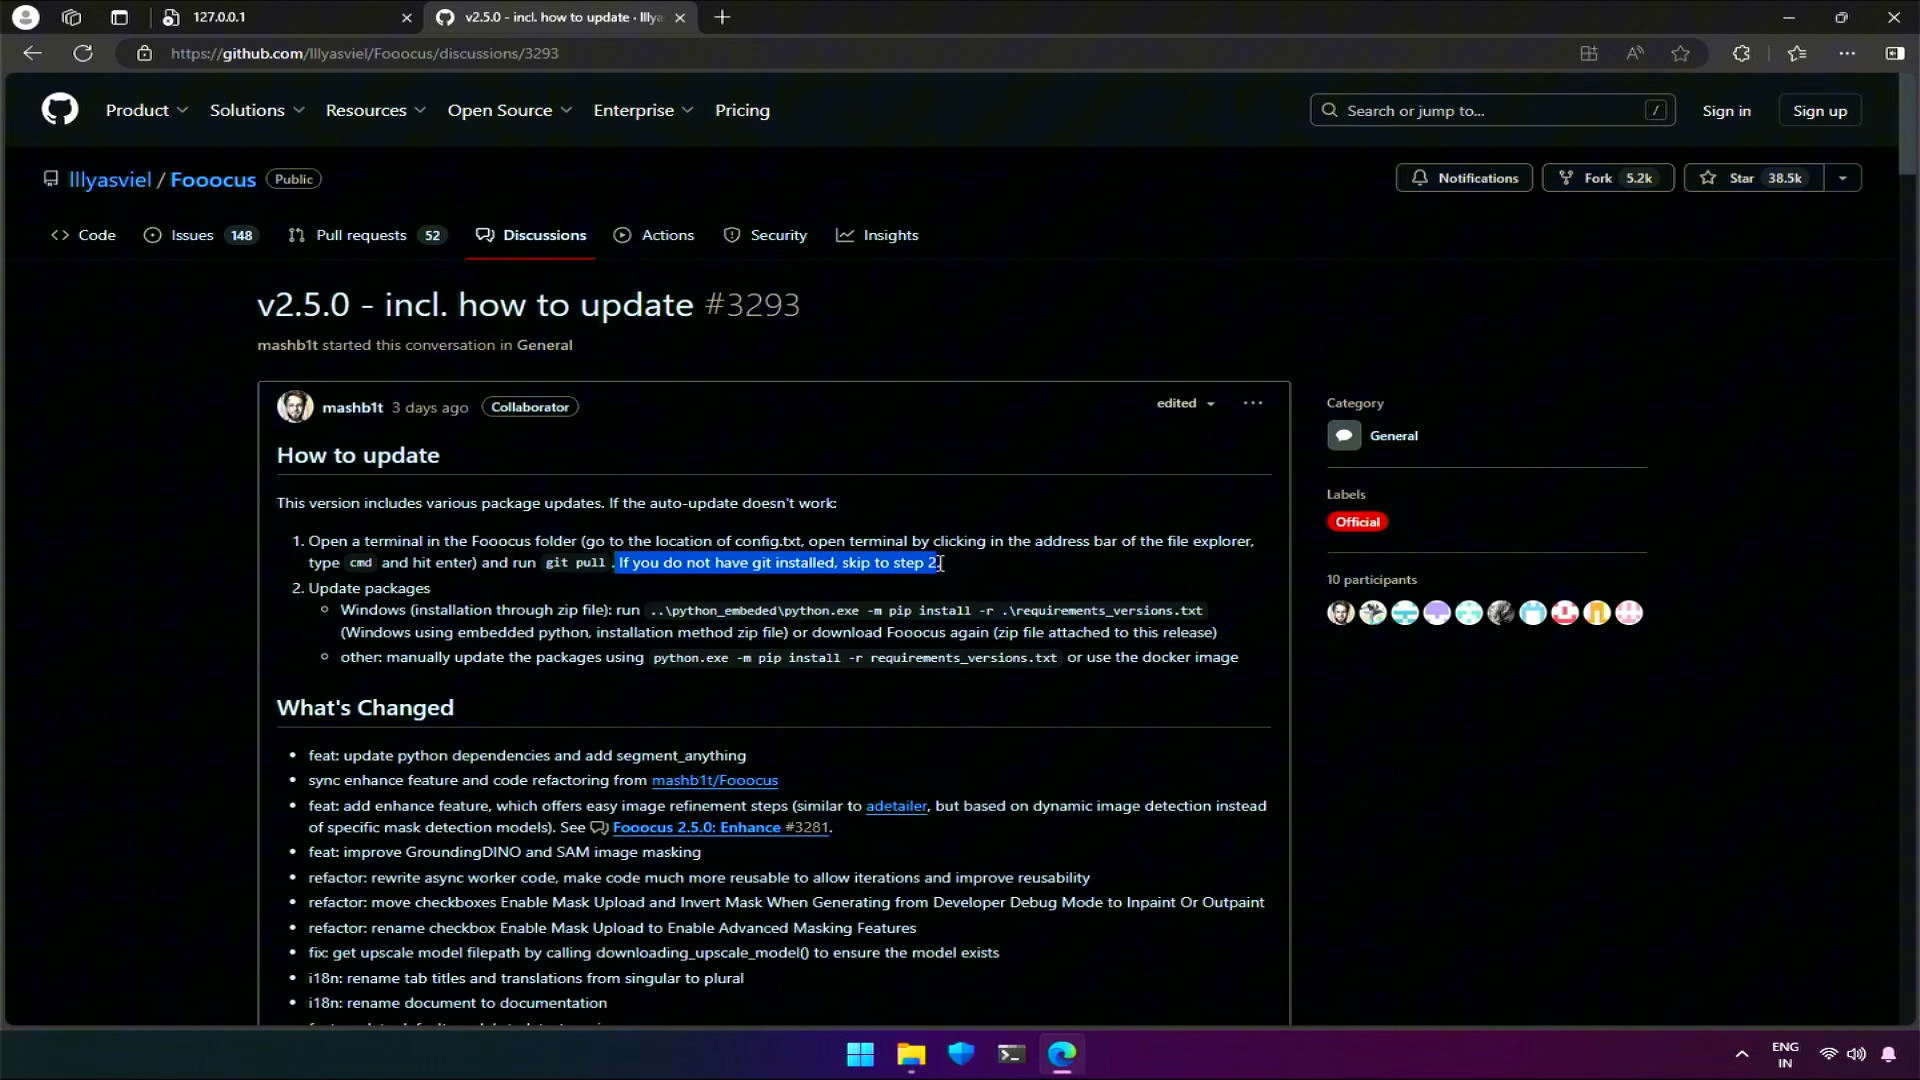 127.0.0.1
v2.5.0 - incl. how to update · lllya
https://github.com/lllyasviel/Fooocus/discussions/3293
Product Solutions Resources Open Source Enterprise Pricing
Search or jump to... /
Sign in
Sign up
lllyasviel / Fooocus Public
Notifications
Fork 5.2k
Star 38.5k
Code Issues 148 Pull requests 52 Discussions Actions Security Insights
v2.5.0 - incl. how to update #3293
mashb1t started this conversation in General
mashb1t 3 days ago Collaborator
edited
How to update
This version includes various package updates. If the auto-update doesn't work:
1. Open a terminal in the Fooocus folder (go to the location of config.txt, open terminal by clicking in the address bar of the file explorer,
type cmd and hit enter) and run git pull . If you do not have git installed, skip to step 2.
2. Update packages
Windows (installation through zip file): run ..\python_embeded\python.exe -m pip install -r .\requirements_versions.txt
(Windows using embedded python, installation method zip file) or download Fooocus again (zip file attached to this release)
other: manually update the packages using python.exe -m pip install -r requirements_versions.txt or use the docker image
What's Changed
• feat: update python dependencies and add segment_anything
• sync enhance feature and code refactoring from mashb1t/Fooocus
• feat: add enhance feature, which offers easy image refinement steps (similar to adetailer, but based on dynamic image detection instead
of specific mask detection models). See Fooocus 2.5.0: Enhance #3281.
• feat: improve GroundingDINO and SAM image masking
• refactor: rewrite async worker code, make code much more reusable to allow iterations and improve reusability
• refactor: move checkboxes Enable Mask Upload and Invert Mask When Generating from Developer Debug Mode to Inpaint Or Outpaint
• refactor: rename checkbox Enable Mask Upload to Enable Advanced Masking Features
• fix: get upscale model filepath by calling downloading_upscale_model() to ensure the model exists
• i18n: rename tab titles and translations from singular to plural
• i18n: rename document to documentation
Category
General
Labels
Official
10 participants
ENG
IN